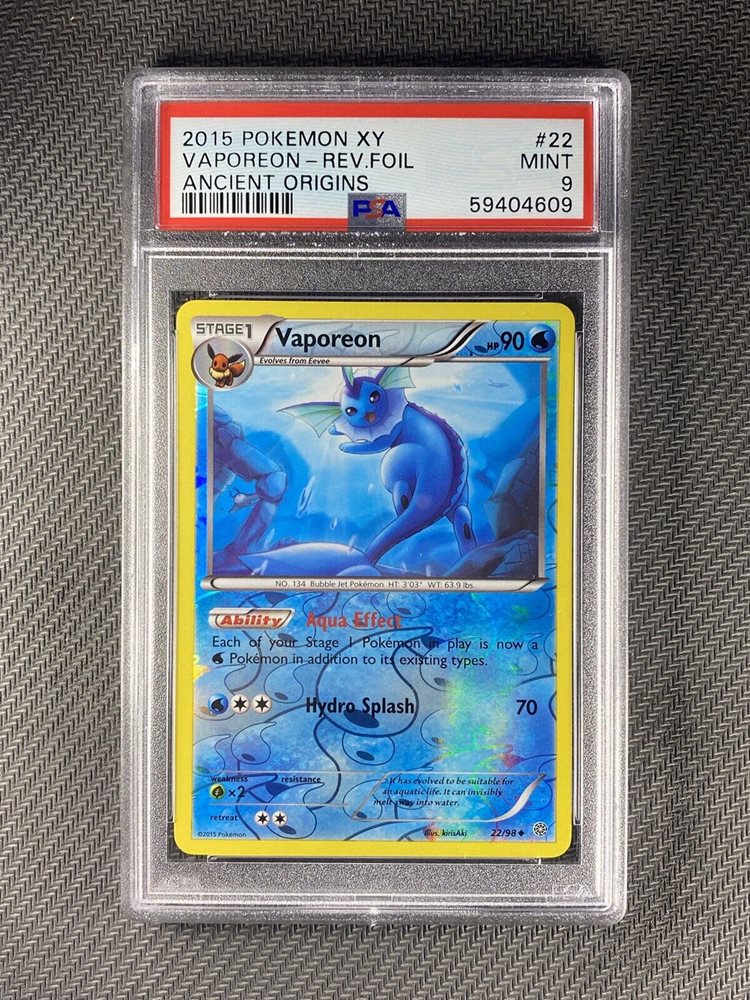 2015 POKEMON XY #22
VAPOREON - REV.FOIL MINT
ANCIENT ORIGINS 9
PSA 59404609
STAGE1 Vaporeon HP 90
Evolves from Eevee
NO. 134 Bubble Jet Pokémon HT: 3'03" WT: 63.9 lbs.
Ability Aqua Effect
Each of your Stage 1 Pokémon in play is now a
Pokémon in addition to its existing types.
Hydro Splash 70
weakness resistance
×2
It has evolved to be suitable for
an aquatic life. It can invisibly
melt away into water.
retreat
©2015 Pokémon Illus. kirisAki 22/98